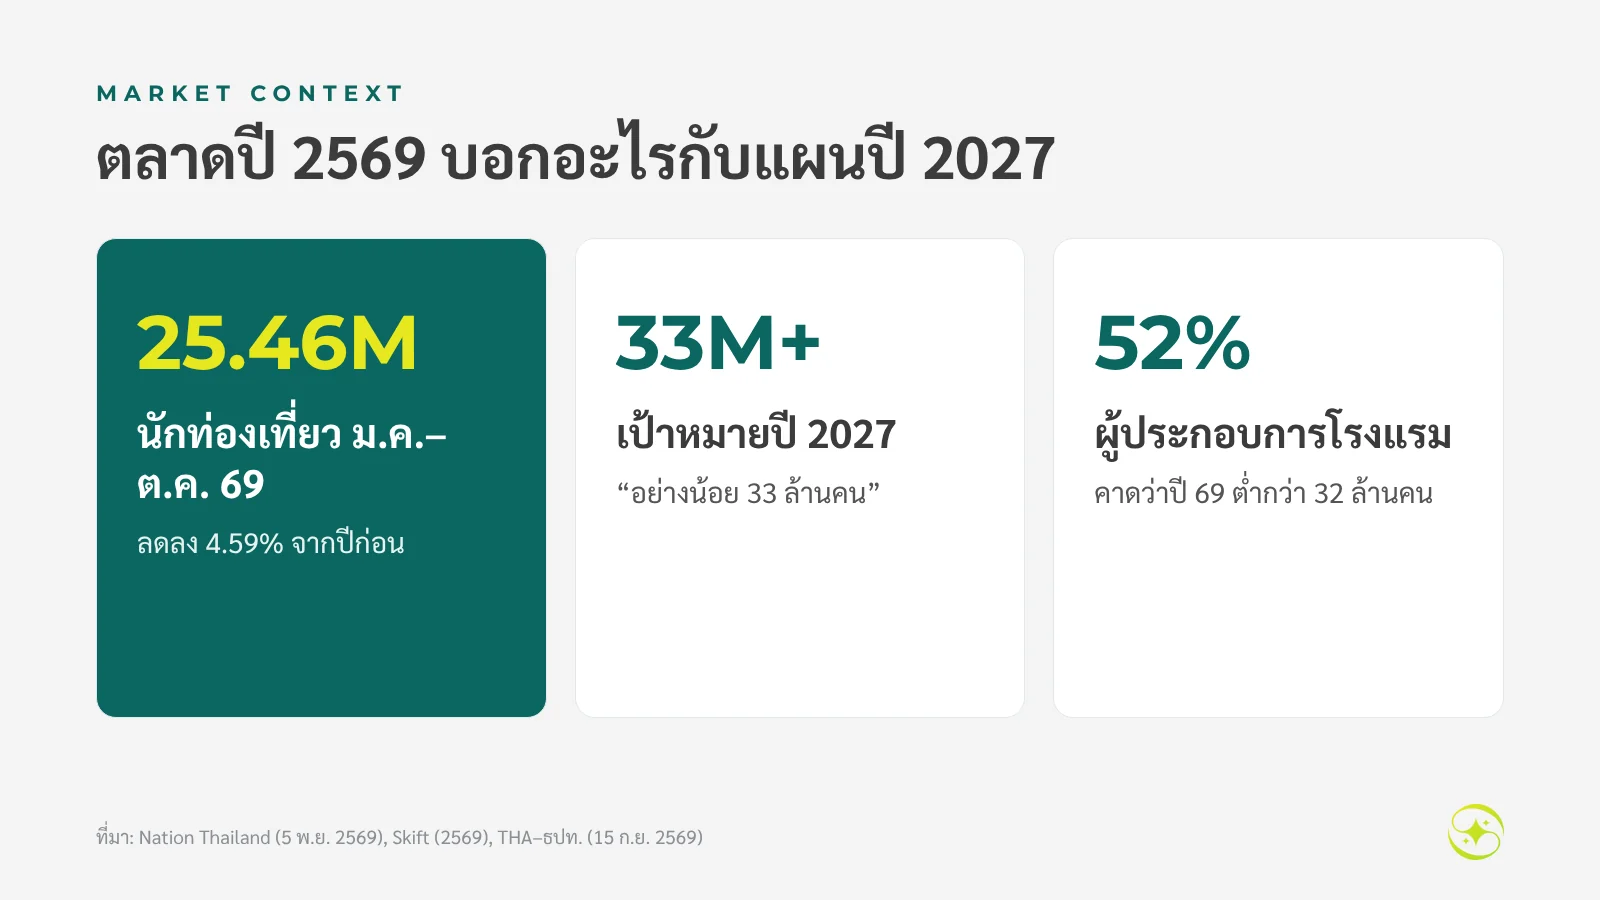 MARKET CONTEXT
ตลาดปี 2569 บอกอะไรกับแผนปี 2027
25.46M
นักท่องเที่ยว ม.ค.–
ต.ค. 69
ลดลง 4.59% จากปีก่อน
33M+
เป้าหมายปี 2027
“อย่างน้อย 33 ล้านคน”
52%
ผู้ประกอบการโรงแรม
คาดว่าปี 69 ต่ำกว่า 32 ล้านคน
ที่มา: Nation Thailand (5 พ.ย. 2569), Skift (2569), THA–ธปท. (15 ก.ย. 2569)